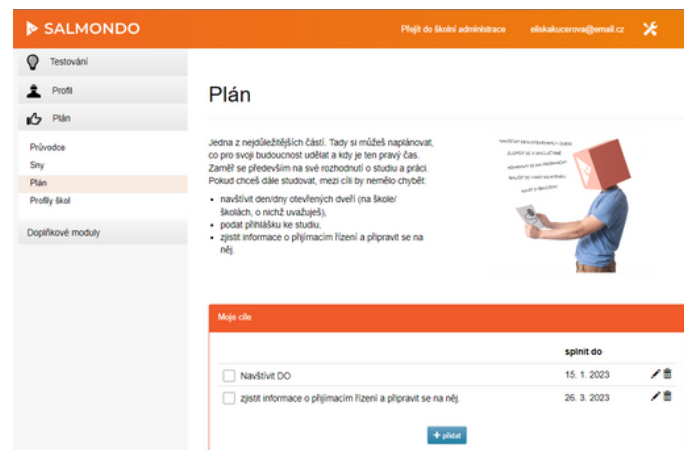 SALMONDO
Přejít do školní administrace
eliskakucerova@email.cz
Testování
Profil
Plán
Průvodce
Sny
Plán
Profily škol
Doplňkové moduly
Plán
Jedna z nejdůležitějších částí. Tady si můžeš naplánovat,
co pro svoji budoucnost udělat a kdy je ten pravý čas.
Zaměř se především na své rozhodnutí o studiu a práci.
Pokud chceš dále studovat, mezi cíli by nemělo chybět:
navštívit den/dny otevřených dveří (na škole/
školách, o nichž uvažuješ),
podat přihlášku ke studiu,
zjistit informace o přijímacím řízení a připravit se na
něj.
Moje cíle
splnit do
Navštívit DO
15. 1. 2023
zjistit informace o přijímacím řízení a připravit se na něj.
26. 3. 2023
+ přidat